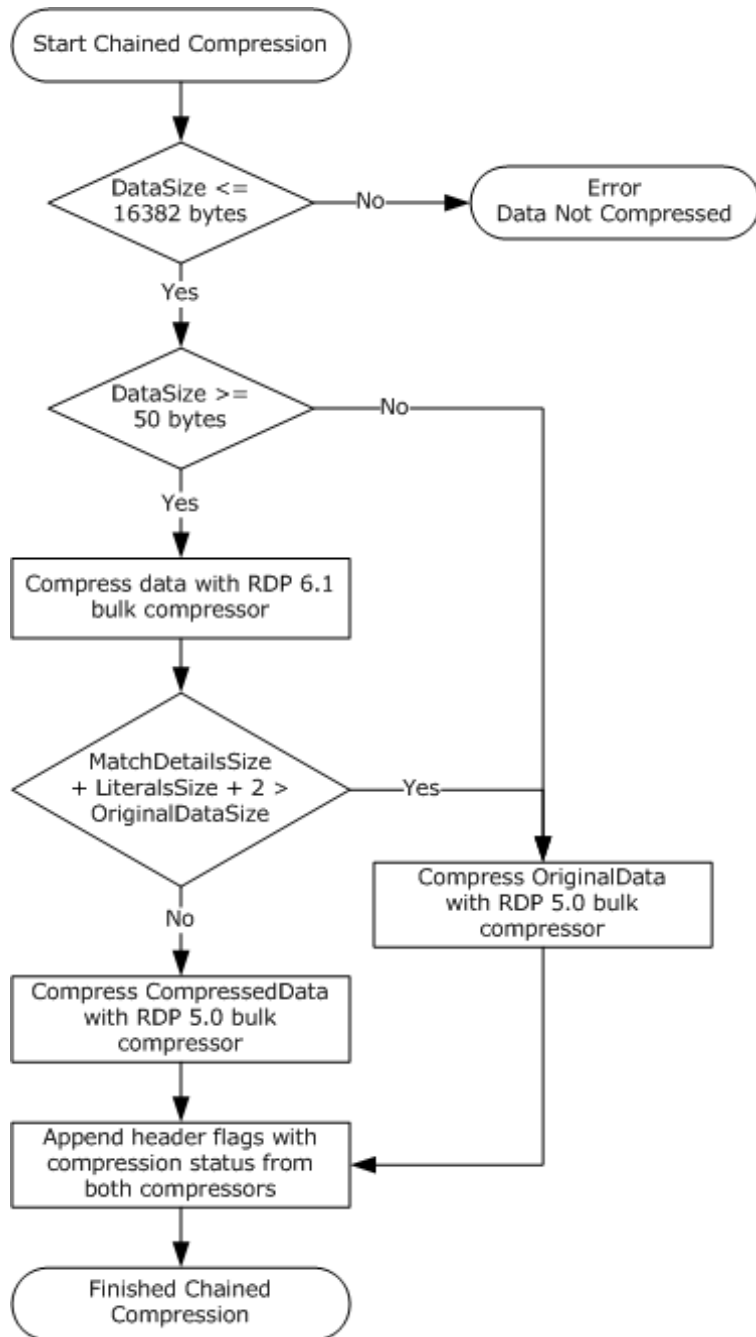 Start Chained Compression
DataSize <=
16382 bytes
No
Error
Data Not Compressed
Yes
DataSize >=
50 bytes
No
Yes
Compress data with RDP 6.1
bulk compressor
MatchDetailsSize
+ LiteralsSize + 2 >
OriginalDataSize
Yes
No
Compress OriginalData
with RDP 5.0 bulk
compressor
Compress CompressedData
with RDP 5.0 bulk
compressor
Append header flags with
compression status from
both compressors
Finished Chained
Compression